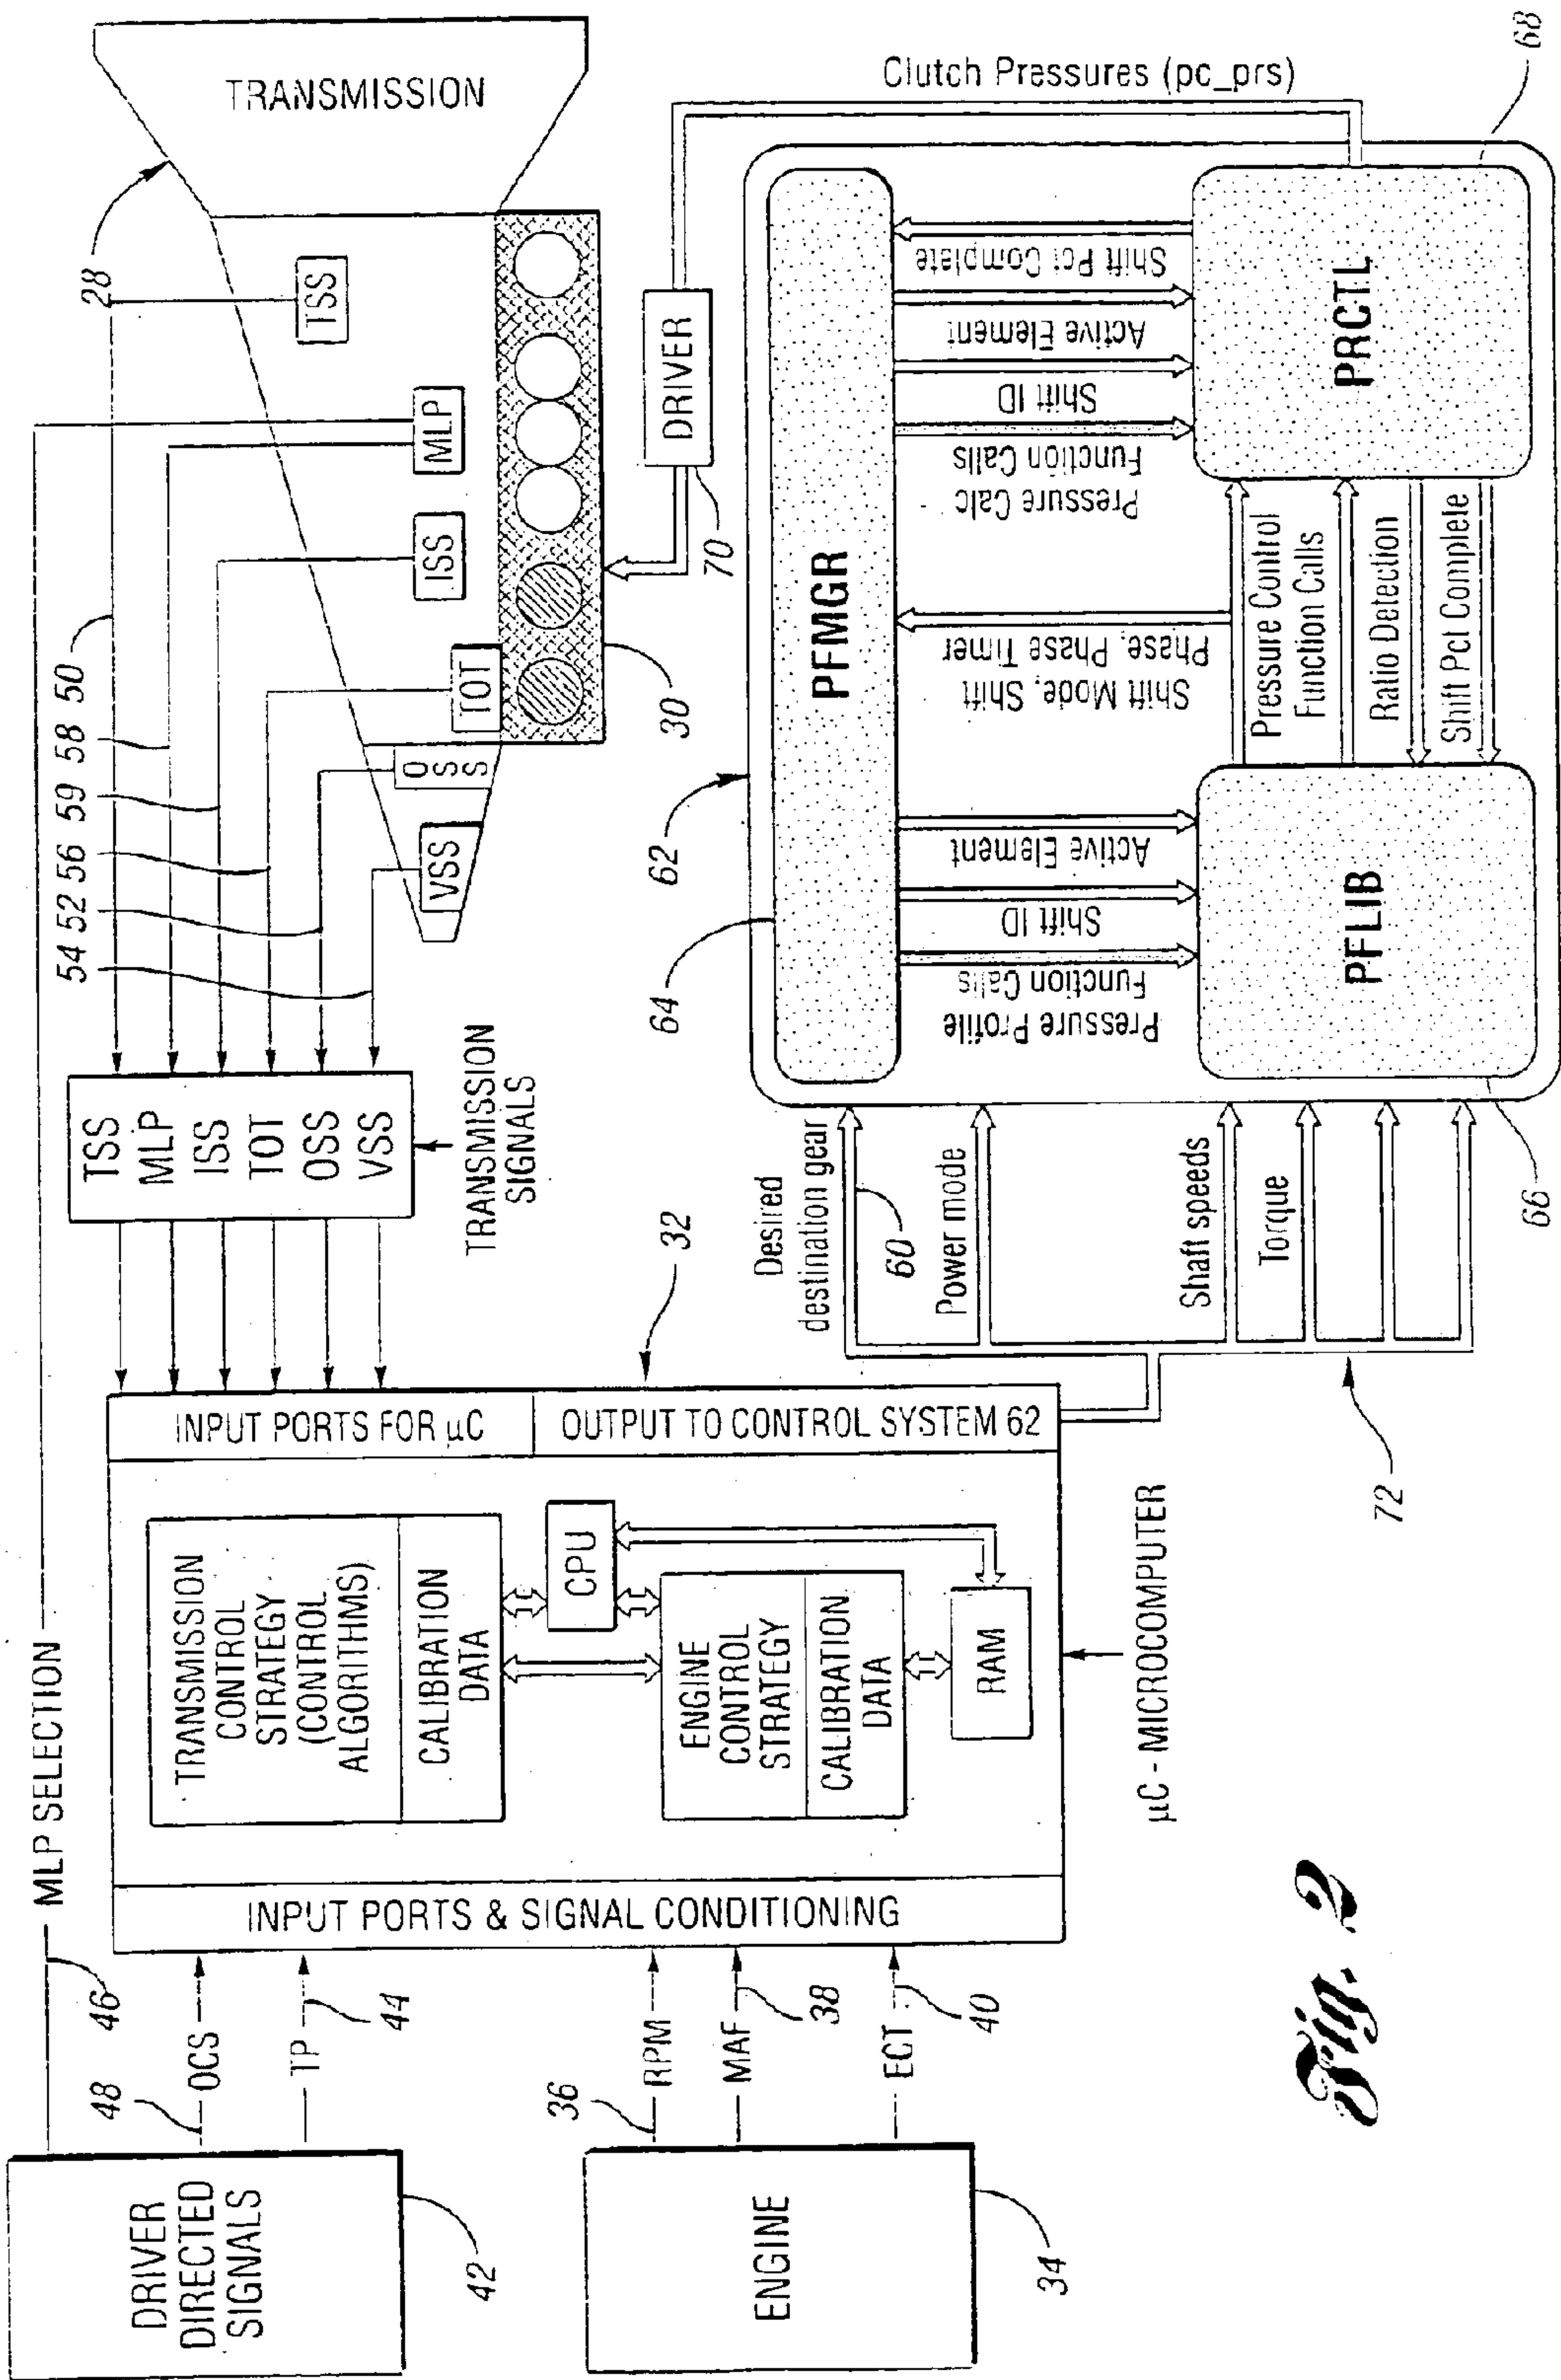 MLP SELECTION
46
DRIVER
DIRECTED
SIGNALS
42
48
OCS
TP
44
ENGINE
34
36
RPM
MAF
38
ECT
40
INPUT PORTS & SIGNAL CONDITIONING
TRANSMISSION
CONTROL
STRATEGY
(CONTROL
ALGORITHMS)
CALIBRATION
DATA
CPU
ENGINE
CONTROL
STRATEGY
CALIBRATION
DATA
RAM
INPUT PORTS FOR µC
OUTPUT TO CONTROL SYSTEM 62
32
µC - MICROCOMPUTER
TSS
MLP
ISS
TOT
OSS
VSS
TRANSMISSION
SIGNALS
54
52
56
59
58
50
28
TRANSMISSION
TSS
MLP
ISS
TOT
OSS
VSS
30
DRIVER
70
Clutch Pressures (pc_prs)
62
64
PFMGR
Pressure Profile
Function Calls
Shift ID
Active Element
Shift Mode, Shift
Phase, Phase Timer
Pressure Calc
Function Calls
Shift ID
Active Element
Shift Pct Complete
PFLIB
66
Pressure Control
Function Calls
Ratio Detection
Shift Pct Complete
PRCTL
68
Desired
destination gear
60
Power mode
Shaft speeds
Torque
72
Fig. 2